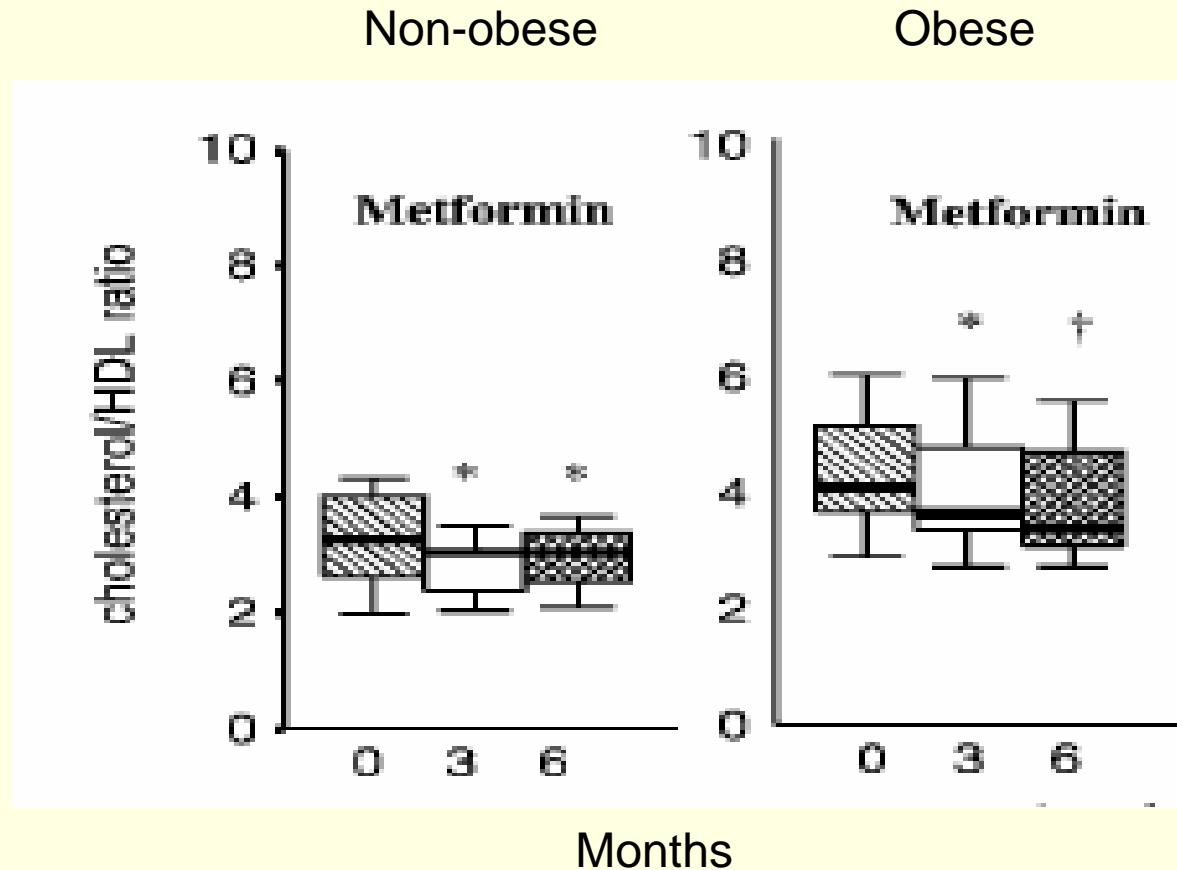 Non-obese Obese
10 10
Metformin Metformin
8 8
* †
6 6
* *
4 4
2 2
0 0
0 3 6 0 3 6
cholesterol/HDL ratio
Months